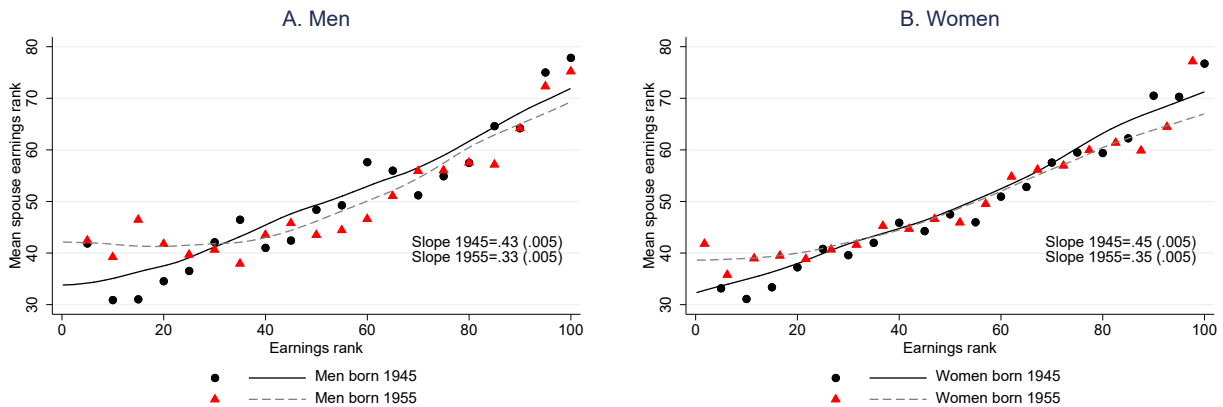 A. Men
Mean spouse earnings rank
80
70
60
50
40
30
Slope 1945=.43 (.005)
Slope 1955=.33 (.005)
0 20 40 60 80 100
Earnings rank
Men born 1945
Men born 1955
B. Women
Mean spouse earnings rank
80
70
60
50
40
30
Slope 1945=.45 (.005)
Slope 1955=.35 (.005)
0 20 40 60 80 100
Earnings rank
Women born 1945
Women born 1955